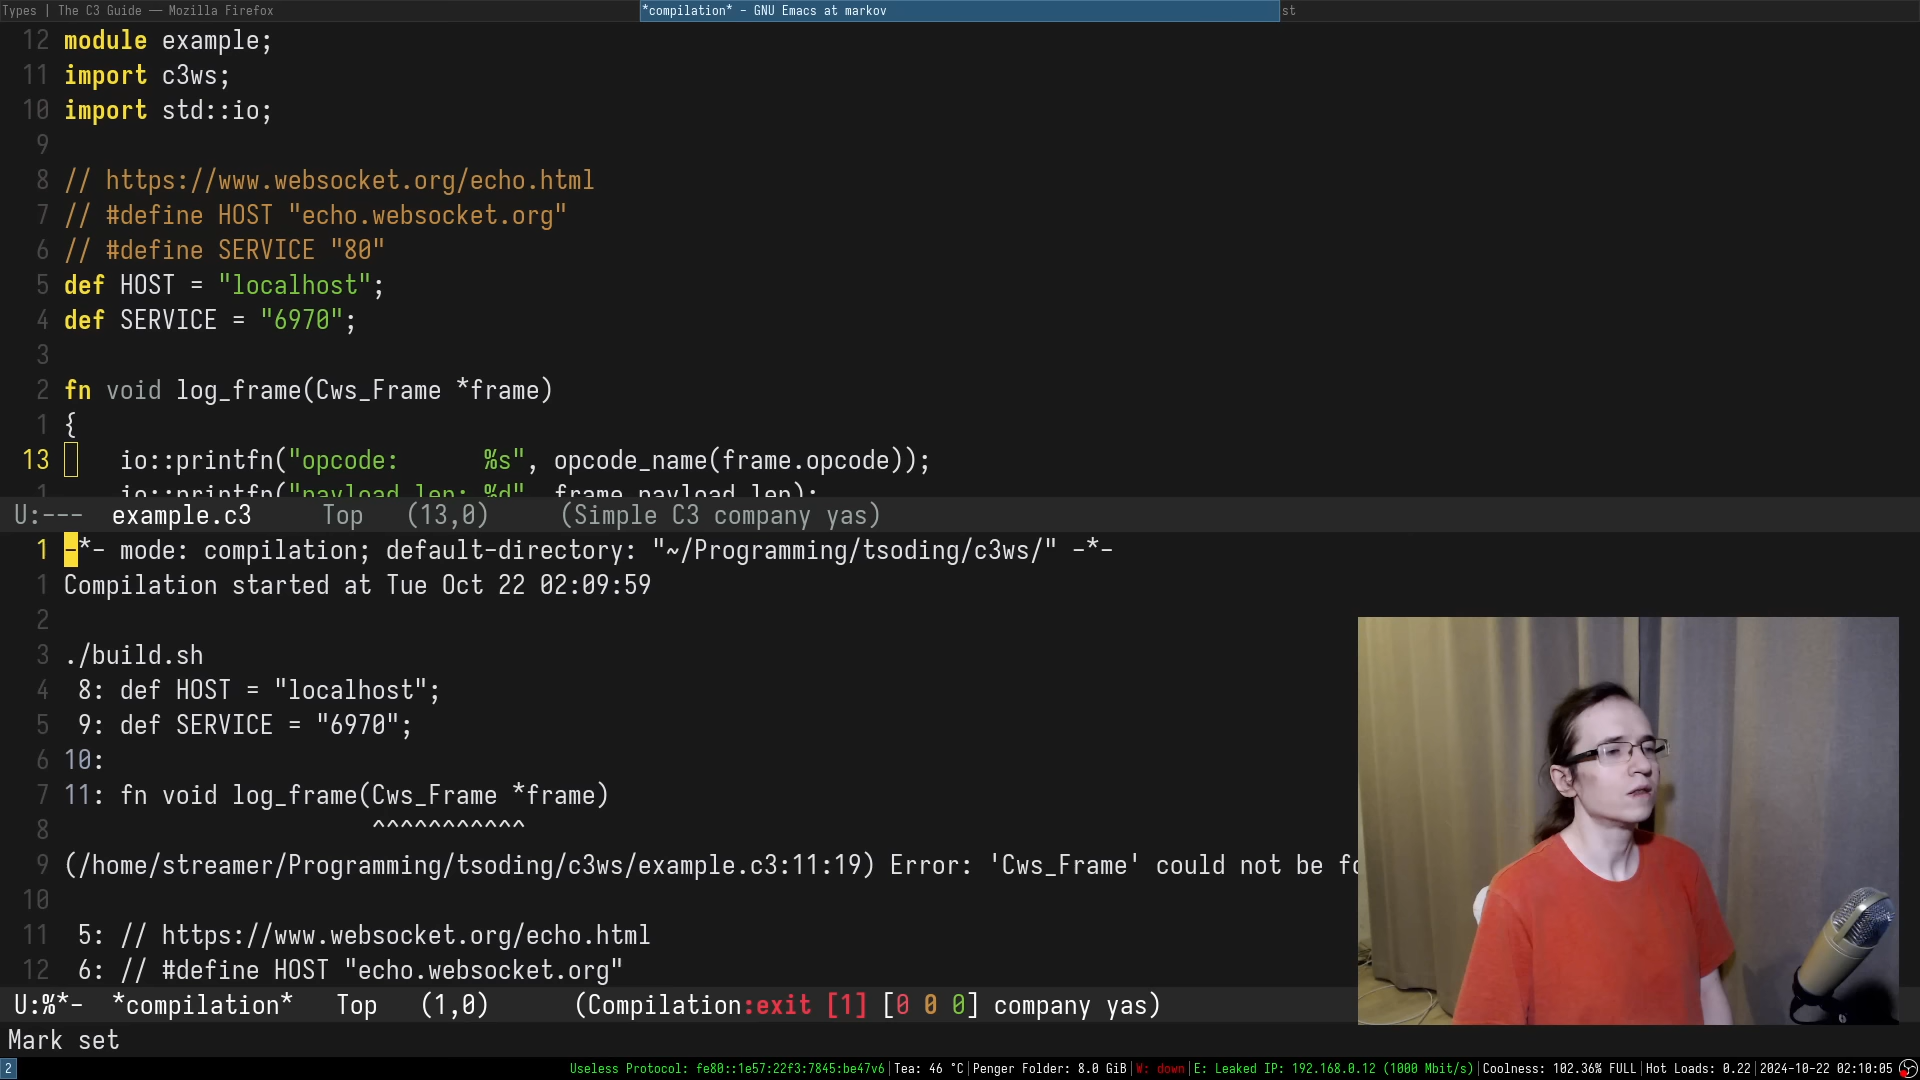 Types | The C3 Guide — Mozilla Firefox
*compilation* - GNU Emacs at markov
st
12 module example;
11 import c3ws;
10 import std::io;
9
8 // https://www.websocket.org/echo.html
7 // #define HOST "echo.websocket.org"
6 // #define SERVICE "80"
5 def HOST = "localhost";
4 def SERVICE = "6970";
3
2 fn void log_frame(Cws_Frame *frame)
1 {
13 io::printfn("opcode:      %s", opcode_name(frame.opcode));
1 io::printfn("payload_len: %d", frame.payload_len);
U:--- example.c3 Top (13,0) (Simple C3 company yas)
1 -*- mode: compilation; default-directory: "~/Programming/tsoding/c3ws/" -*-
1 Compilation started at Tue Oct 22 02:09:59
2
3 ./build.sh
4 8: def HOST = "localhost";
5 9: def SERVICE = "6970";
6 10:
7 11: fn void log_frame(Cws_Frame *frame)
8 ^^^^^^^^^^^
9 (/home/streamer/Programming/tsoding/c3ws/example.c3:11:19) Error: 'Cws_Frame' could not be
10
11 5: // https://www.websocket.org/echo.html
12 6: // #define HOST "echo.websocket.org"
U:%*- *compilation* Top (1,0) (Compilation:exit [1] [0 0 0] company yas)
Mark set
2
Useless Protocol: fe80::1e57:22f3:7845:be47v6|Tea: 46 °C|Penger Folder: 8.0 GiB|W: down|E: Leaked IP: 192.168.0.12 (1000 Mbit/s)|Coolness: 102.36% FULL|Hot Loads: 0.22|2024-10-22 02:10:05